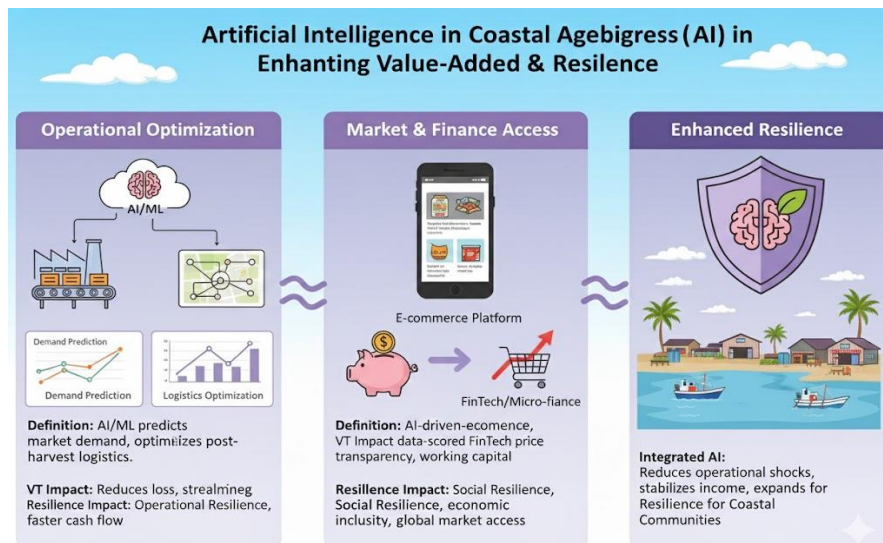 Artificial Intelligence in Coastal Agebigress (AI) in
Enhanting Value-Added & Resilence
Operational Optimization
AI/ML
Demand Prediction
Demand Prediction
Logistics Optimization
Definition: AI/ML predicts
market demand, optimizes post-
harvest logistics.
VT Impact: Reduces loss, streamlineg
Resilience Impact: Operational Resilience,
faster cash flow
Market & Finance Access
E-commerce Platform
$
FinTech/Micro-fiance
Definition: AI-driven-ecomence,
VT Impact data-scored FinTech price
transparency, working capital
Resillence Impact: Social Resilience,
Social Resilience, economic
inclusity, global market access
Enhanced Resilience
Integrated AI:
Reduces operational shocks,
stabilizes income, expands for
Resilience for Coastal
Communities